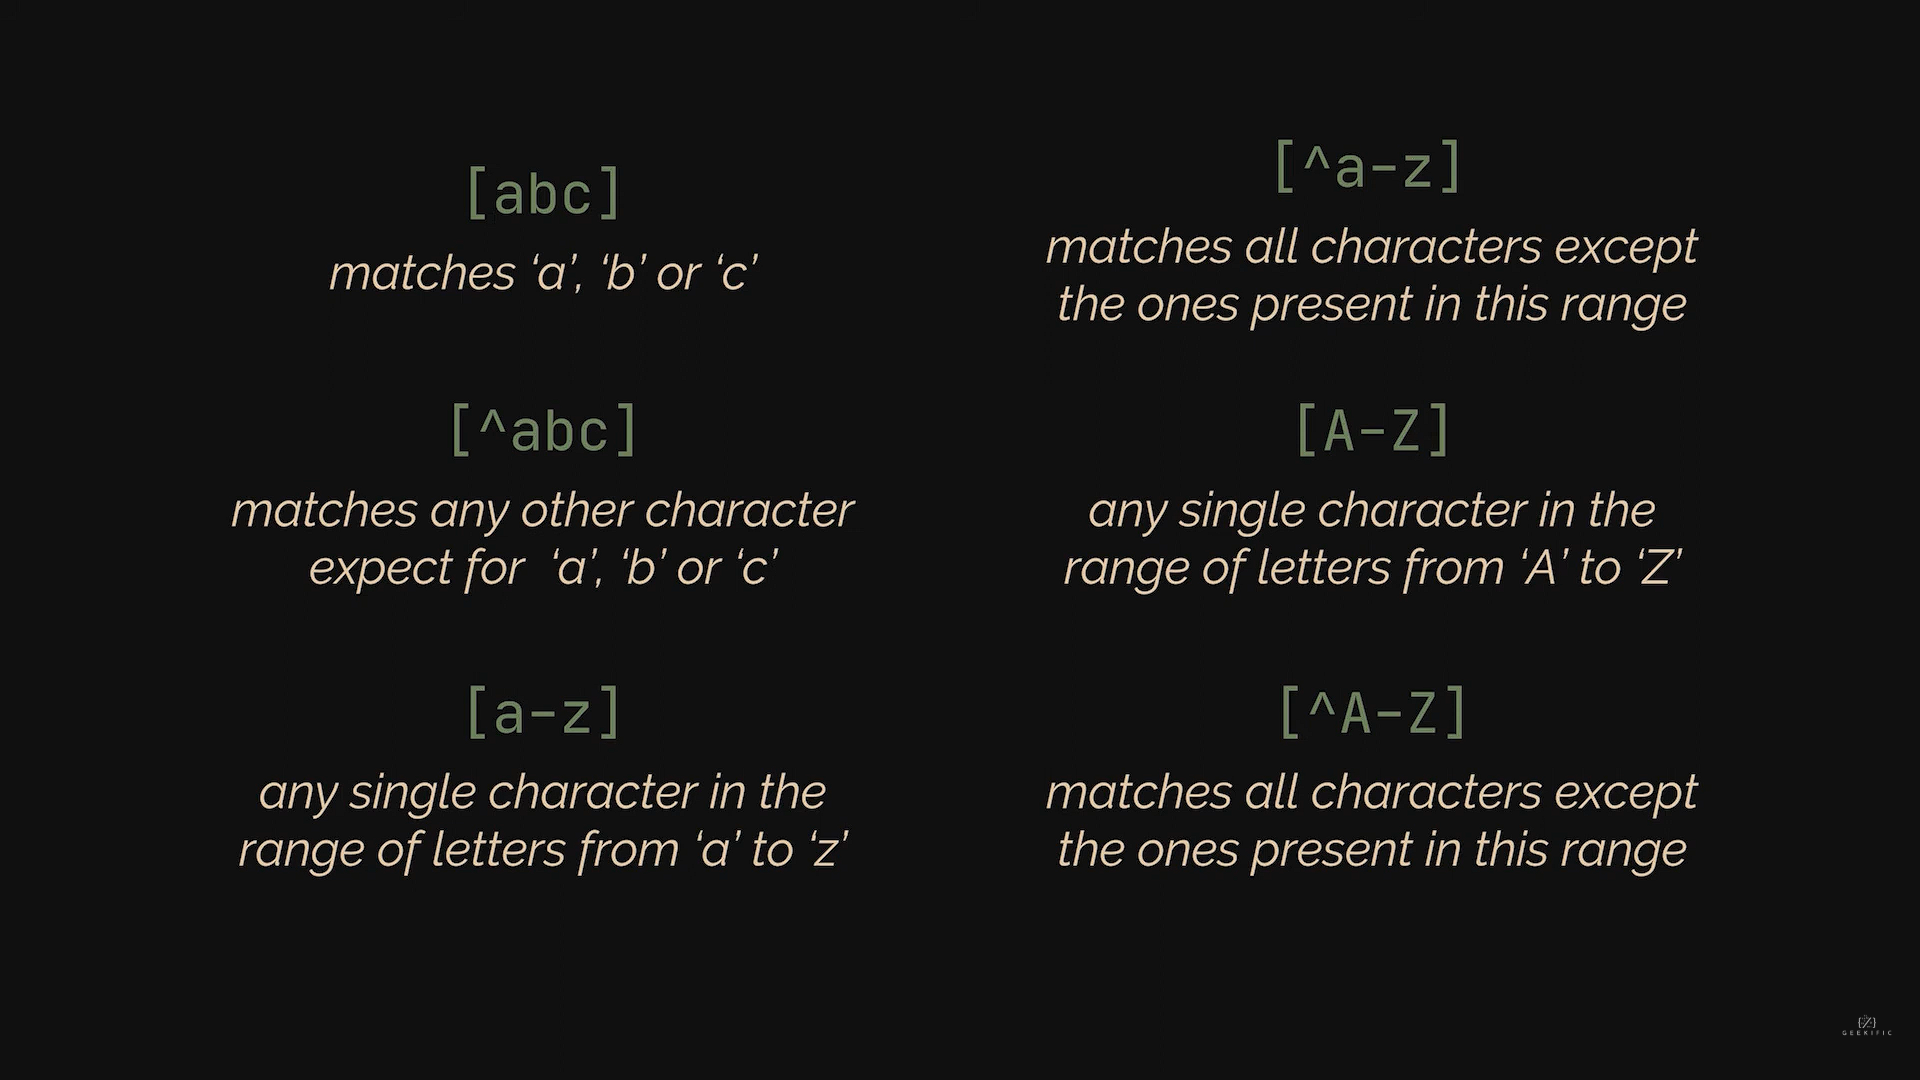 [abc]
matches ‘a’, ‘b’ or ‘c’
[^abc]
matches any other character
expect for ‘a’, ‘b’ or ‘c’
[a-z]
any single character in the
range of letters from ‘a’ to ‘z’
[^a-z]
matches all characters except
the ones present in this range
[A-Z]
any single character in the
range of letters from ‘A’ to ‘Z’
[^A-Z]
matches all characters except
the ones present in this range
GEEKIFIC